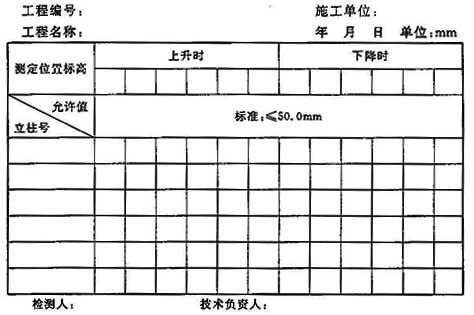 工程编号： 施工单位：
工程名称： 年 月 日 单位：mm
测定位置标高 上升时 下降时
允许值
立柱号
标准：≤50.0mm
检测人： 技术负责人：